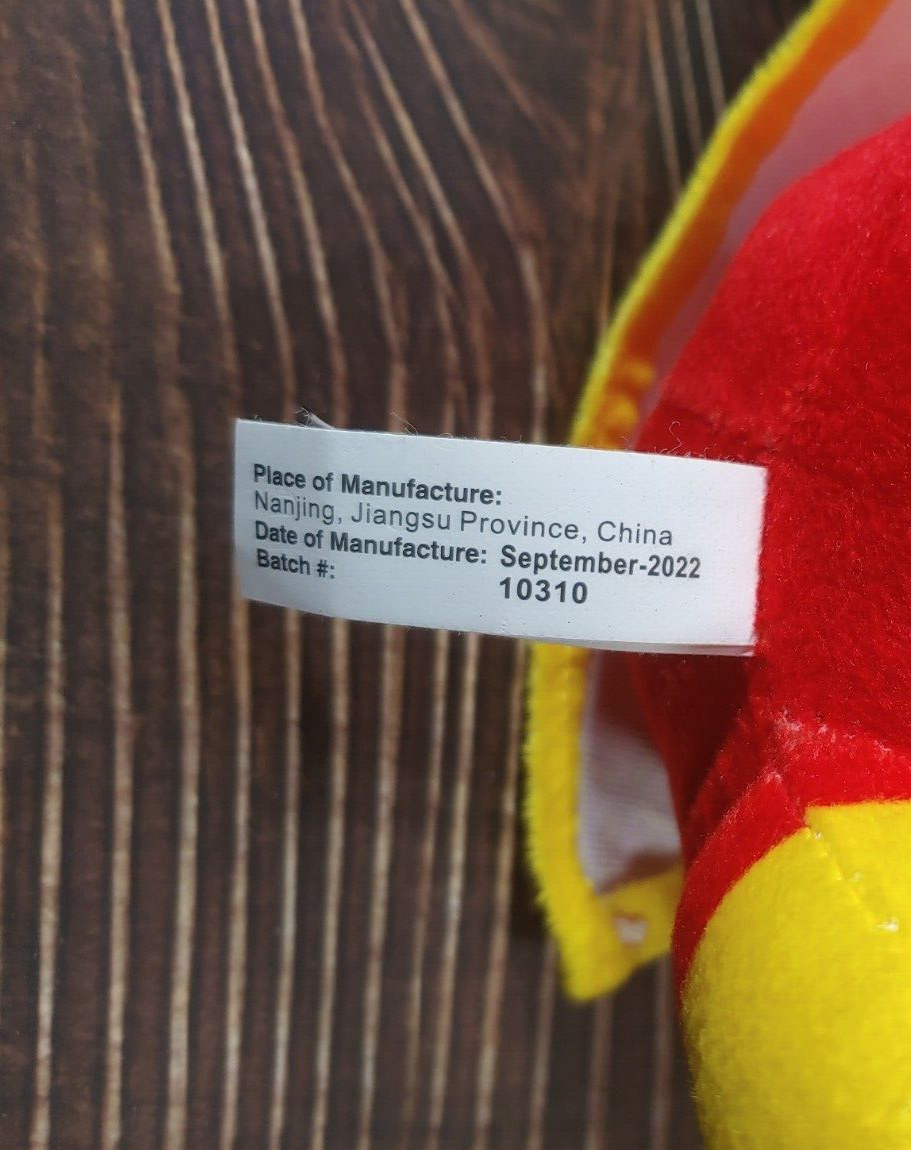 Place of Manufacture:
Nanjing, Jiangsu Province, China
Date of Manufacture: September-2022
Batch #: 10310